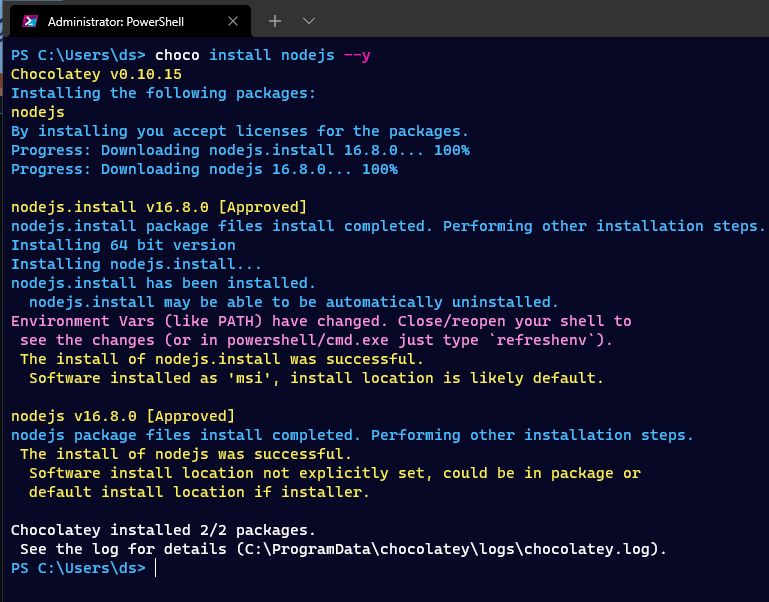 Administrator: PowerShell
PS C:\Users\ds> choco install nodejs --y
Chocolatey v0.10.15
Installing the following packages:
nodejs
By installing you accept licenses for the packages.
Progress: Downloading nodejs.install 16.8.0... 100%
Progress: Downloading nodejs 16.8.0... 100%

nodejs.install v16.8.0 [Approved]
nodejs.install package files install completed. Performing other installation steps.
Installing 64 bit version
Installing nodejs.install...
nodejs.install has been installed.
  nodejs.install may be able to be automatically uninstalled.
Environment Vars (like PATH) have changed. Close/reopen your shell to
 see the changes (or in powershell/cmd.exe just type `refreshenv`).
 The install of nodejs.install was successful.
  Software installed as 'msi', install location is likely default.

nodejs v16.8.0 [Approved]
nodejs package files install completed. Performing other installation steps.
 The install of nodejs was successful.
  Software install location not explicitly set, could be in package or
  default install location if installer.

Chocolatey installed 2/2 packages.
 See the log for details (C:\ProgramData\chocolatey\logs\chocolatey.log).
PS C:\Users\ds>